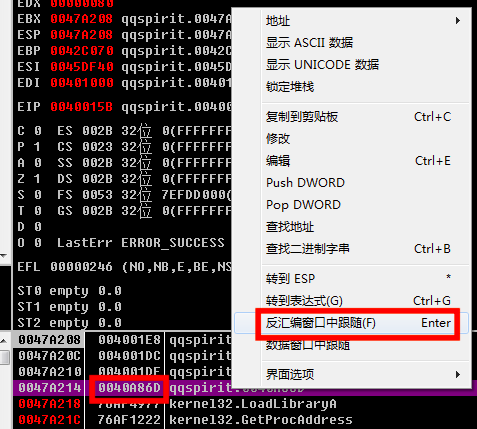 EDX 00000080
EBX 0047A208 qqspirit.0047A
ESP 0047A208 qqspirit.0047A
EBP 0042C070 qqspirit.0042C
ESI 0045DF40 qqspirit.0045D
EDI 00401000 qqspirit.00401
EIP 0040015B qqspirit.00400
C 0 ES 002B 32位 0(FFFFFFF
P 1 CS 0023 32位 0(FFFFFFF
A 0 SS 002B 32位 0(FFFFFFF
Z 1 DS 002B 32位 0(FFFFFFF
S 0 FS 0053 32位 7EFDD000(
T 0 GS 002B 32位 0(FFFFFFF
D 0
O 0 LastErr ERROR_SUCCESS
EFL 00000246 (NO,NB,E,BE,NS
ST0 empty 0.0
ST1 empty 0.0
ST2 empty 0.0
0047A208 004001E8 qqspirit
0047A20C 004001DC qqspirit
0047A210 004001DE qqspirit
0047A214 0040A86D qqspirit.0040A86D
0047A218 76AF4977 kernel32.LoadLibraryA
0047A21C 76AF1222 kernel32.GetProcAddress
地址
显示 ASCII 数据
显示 UNICODE 数据
锁定堆栈
复制到剪贴板 Ctrl+C
修改
编辑 Ctrl+E
Push DWORD
Pop DWORD
查找地址
查找二进制字串 Ctrl+B
转到 ESP *
转到表达式(G) Ctrl+G
反汇编窗口中跟随(F) Enter
数据窗口中跟随
界面选项